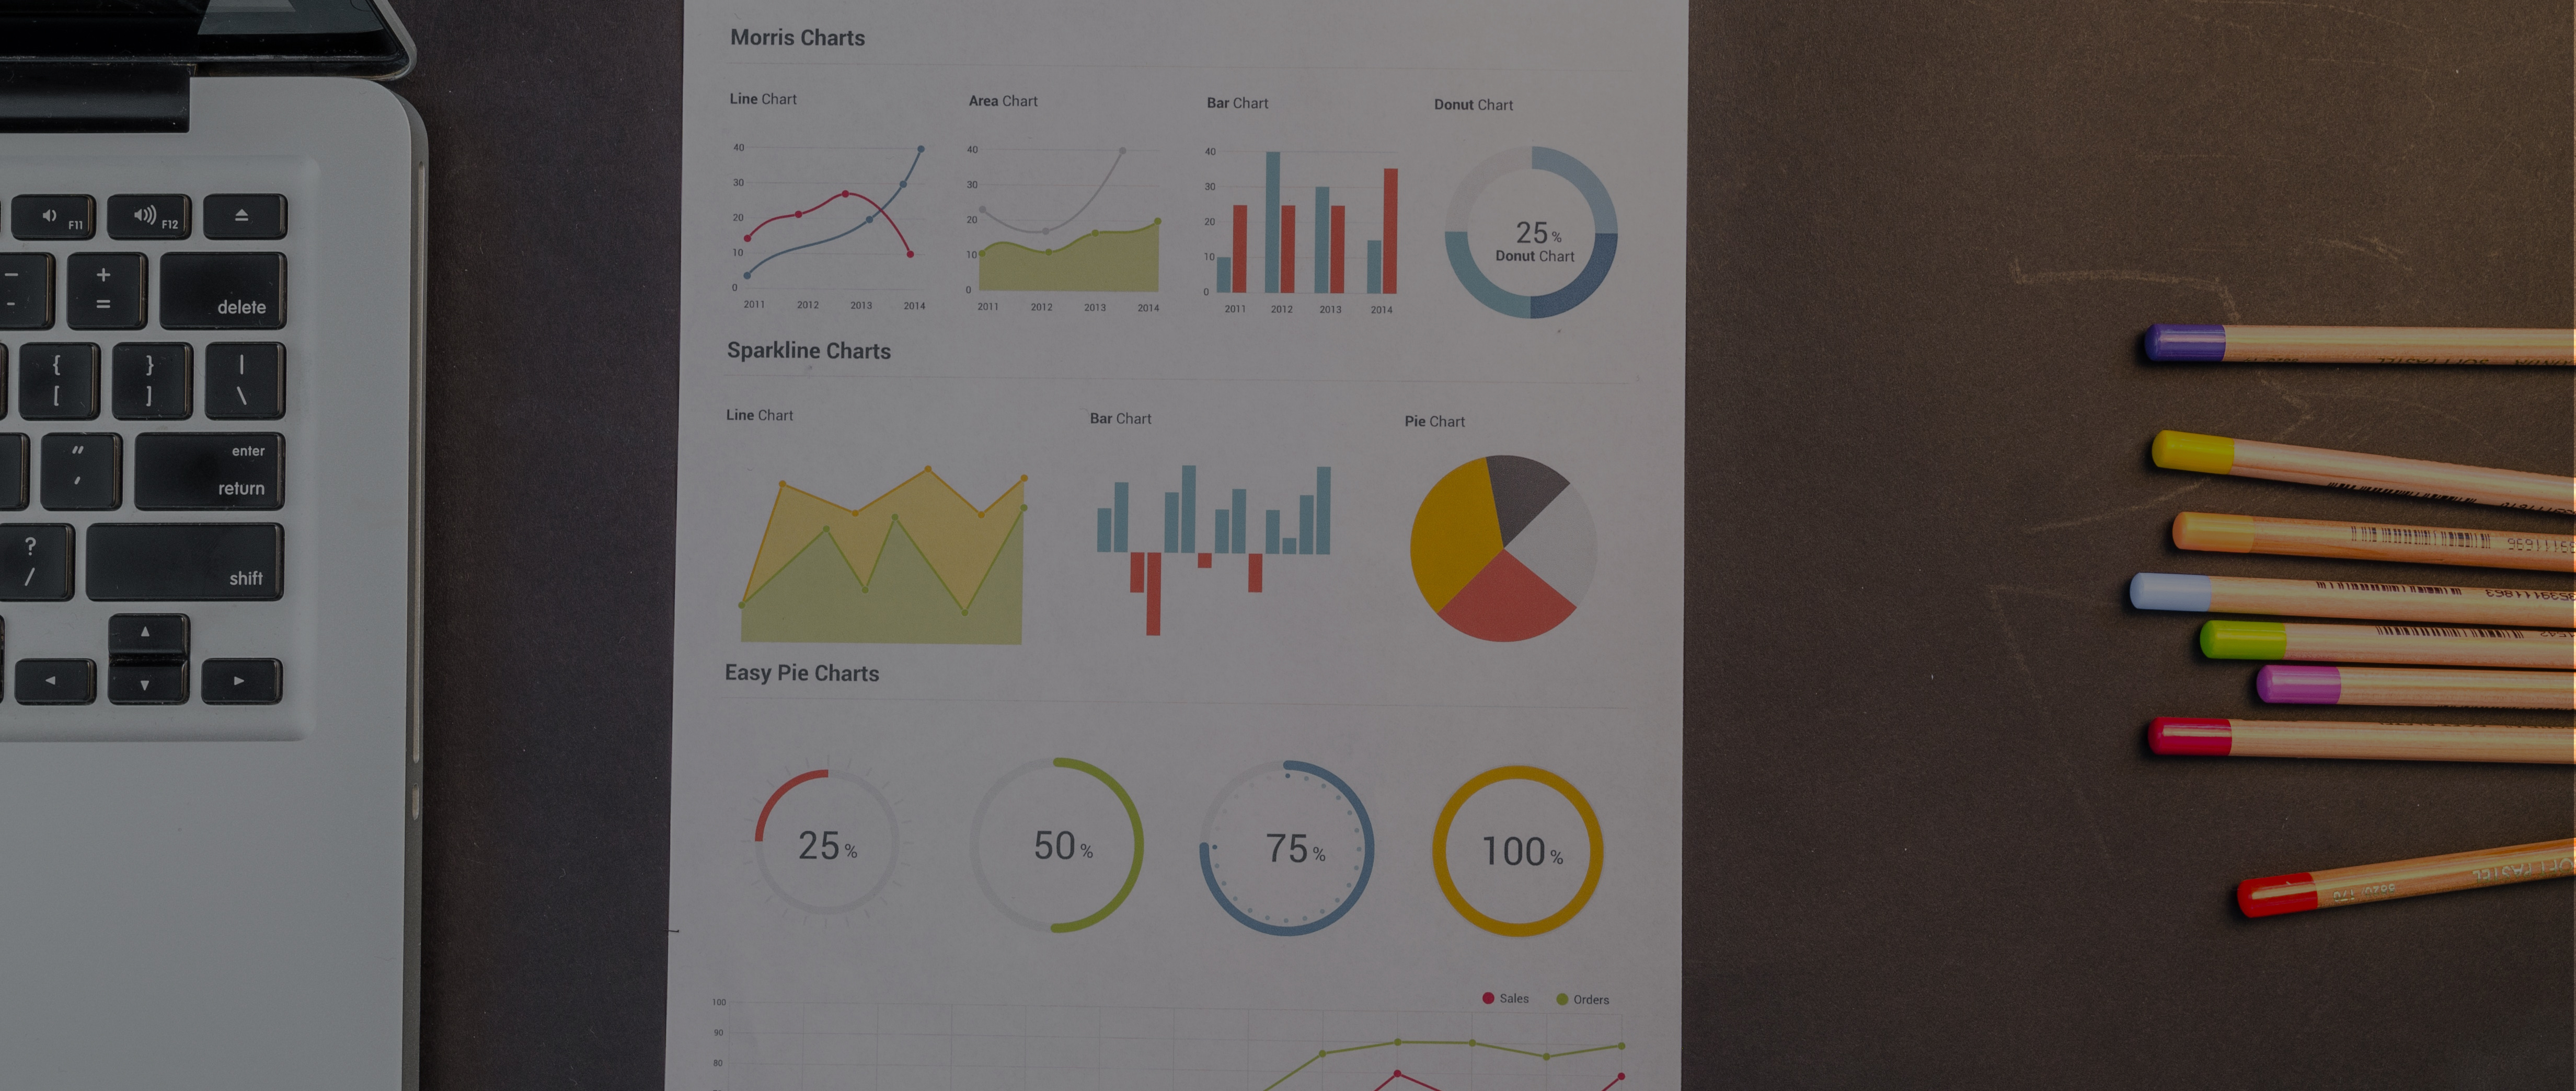 F11
F12
delete
enter
return
shift
Morris Charts
Line Chart
40
30
20
10
0
2011 2012 2013 2014
Area Chart
40
30
20
10
0
2011 2012 2013 2014
Bar Chart
40
30
20
10
0
2011 2012 2013 2014
Donut Chart
25 %
Donut Chart
Sparkline Charts
Line Chart
Bar Chart
Pie Chart
Easy Pie Charts
25 %
50 %
75 %
100 %
Sales Orders
100
90
80